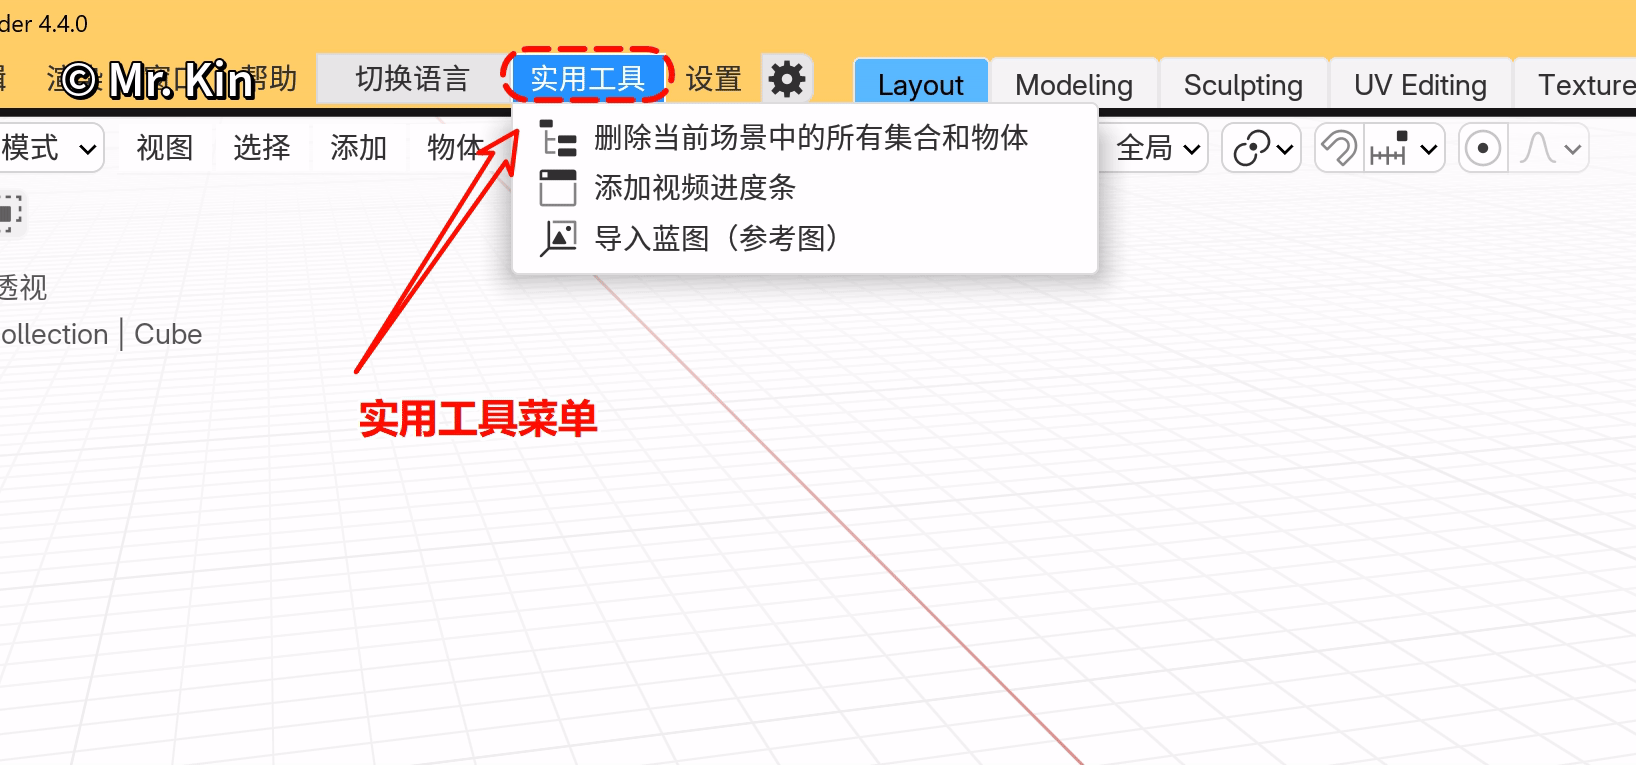 der 4.4.0
© Mr. Kin
帮助 切换语言 实用工具 设置 Layout Modeling Sculpting UV Editing Texture
模式 视图 选择 添加 物体 全局
删除当前场景中的所有集合和物体
添加视频进度条
导入蓝图（参考图）
透视
ollection | Cube
实用工具菜单